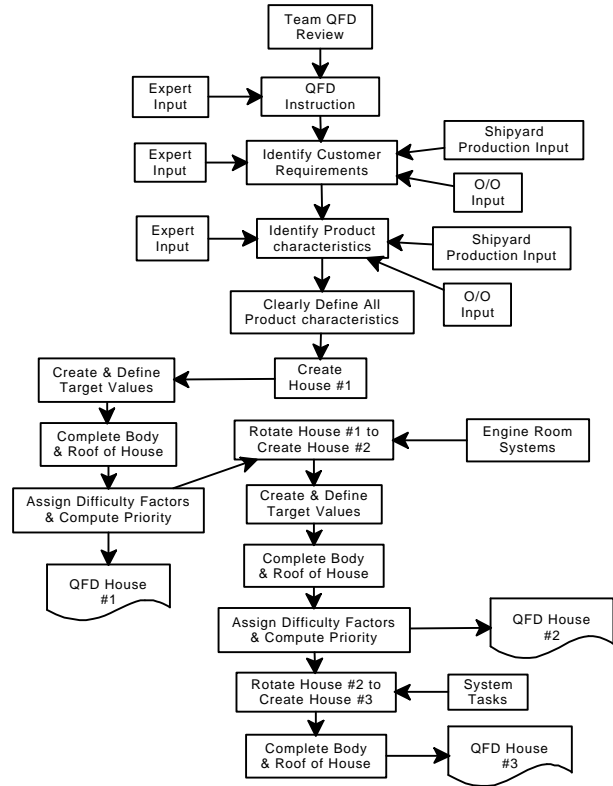 Team QFD
Review
Expert
Input
QFD
Instruction
Expert
Input
Identify Customer
Requirements
Shipyard
Production Input
O/O
Input
Expert
Input
Identify Product
characteristics
Shipyard
Production Input
O/O
Input
Clearly Define All
Product characteristics
Create
House #1
Create & Define
Target Values
Complete Body
& Roof of House
Assign Difficulty Factors
& Compute Priority
QFD House
#1
Rotate House #1 to
Create House #2
Engine Room
Systems
Create & Define
Target Values
Complete Body
& Roof of House
Assign Difficulty Factors
& Compute Priority
QFD House
#2
Rotate House #2 to
Create House #3
System
Tasks
Complete Body
& Roof of House
QFD House
#3